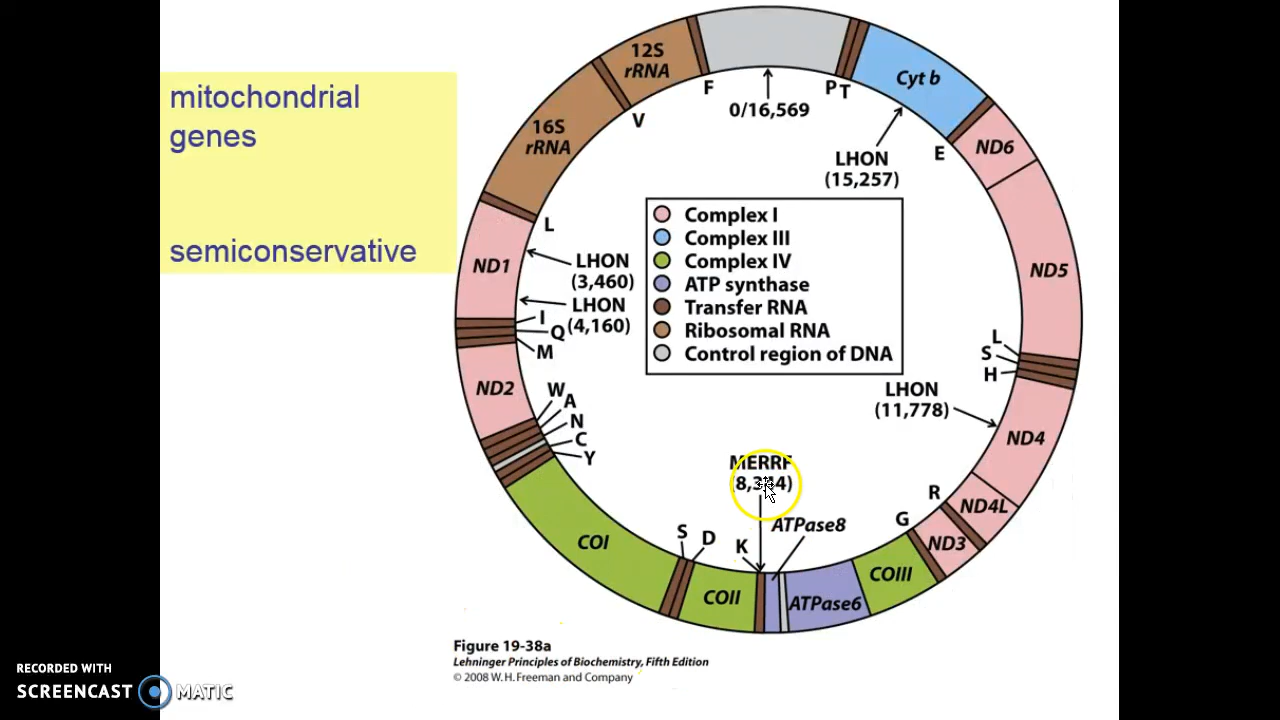 mitochondrial
genes
semiconservative
12S
rRNA
F
0/16,569
P
T
Cyt b
V
16S
rRNA
LHON
(15,257)
E
ND6
L
ND1
LHON
(3,460)
LHON
(4,160)
Complex I
Complex III
Complex IV
ATP synthase
Transfer RNA
Ribosomal RNA
Control region of DNA
ND5
I
Q
M
L
S
H
ND2
LHON
(11,778)
W
A
N
C
Y
ND4
MERRF
R
ND4L
G
ATPase8
ND3
COI
S
D
K
COII
ATPase6
COIII
Figure 19-38a
Lehninger Principles of Biochemistry, Fifth Edition
© 2008 W. H. Freeman and Company
RECORDED WITH
SCREENCAST MATIC